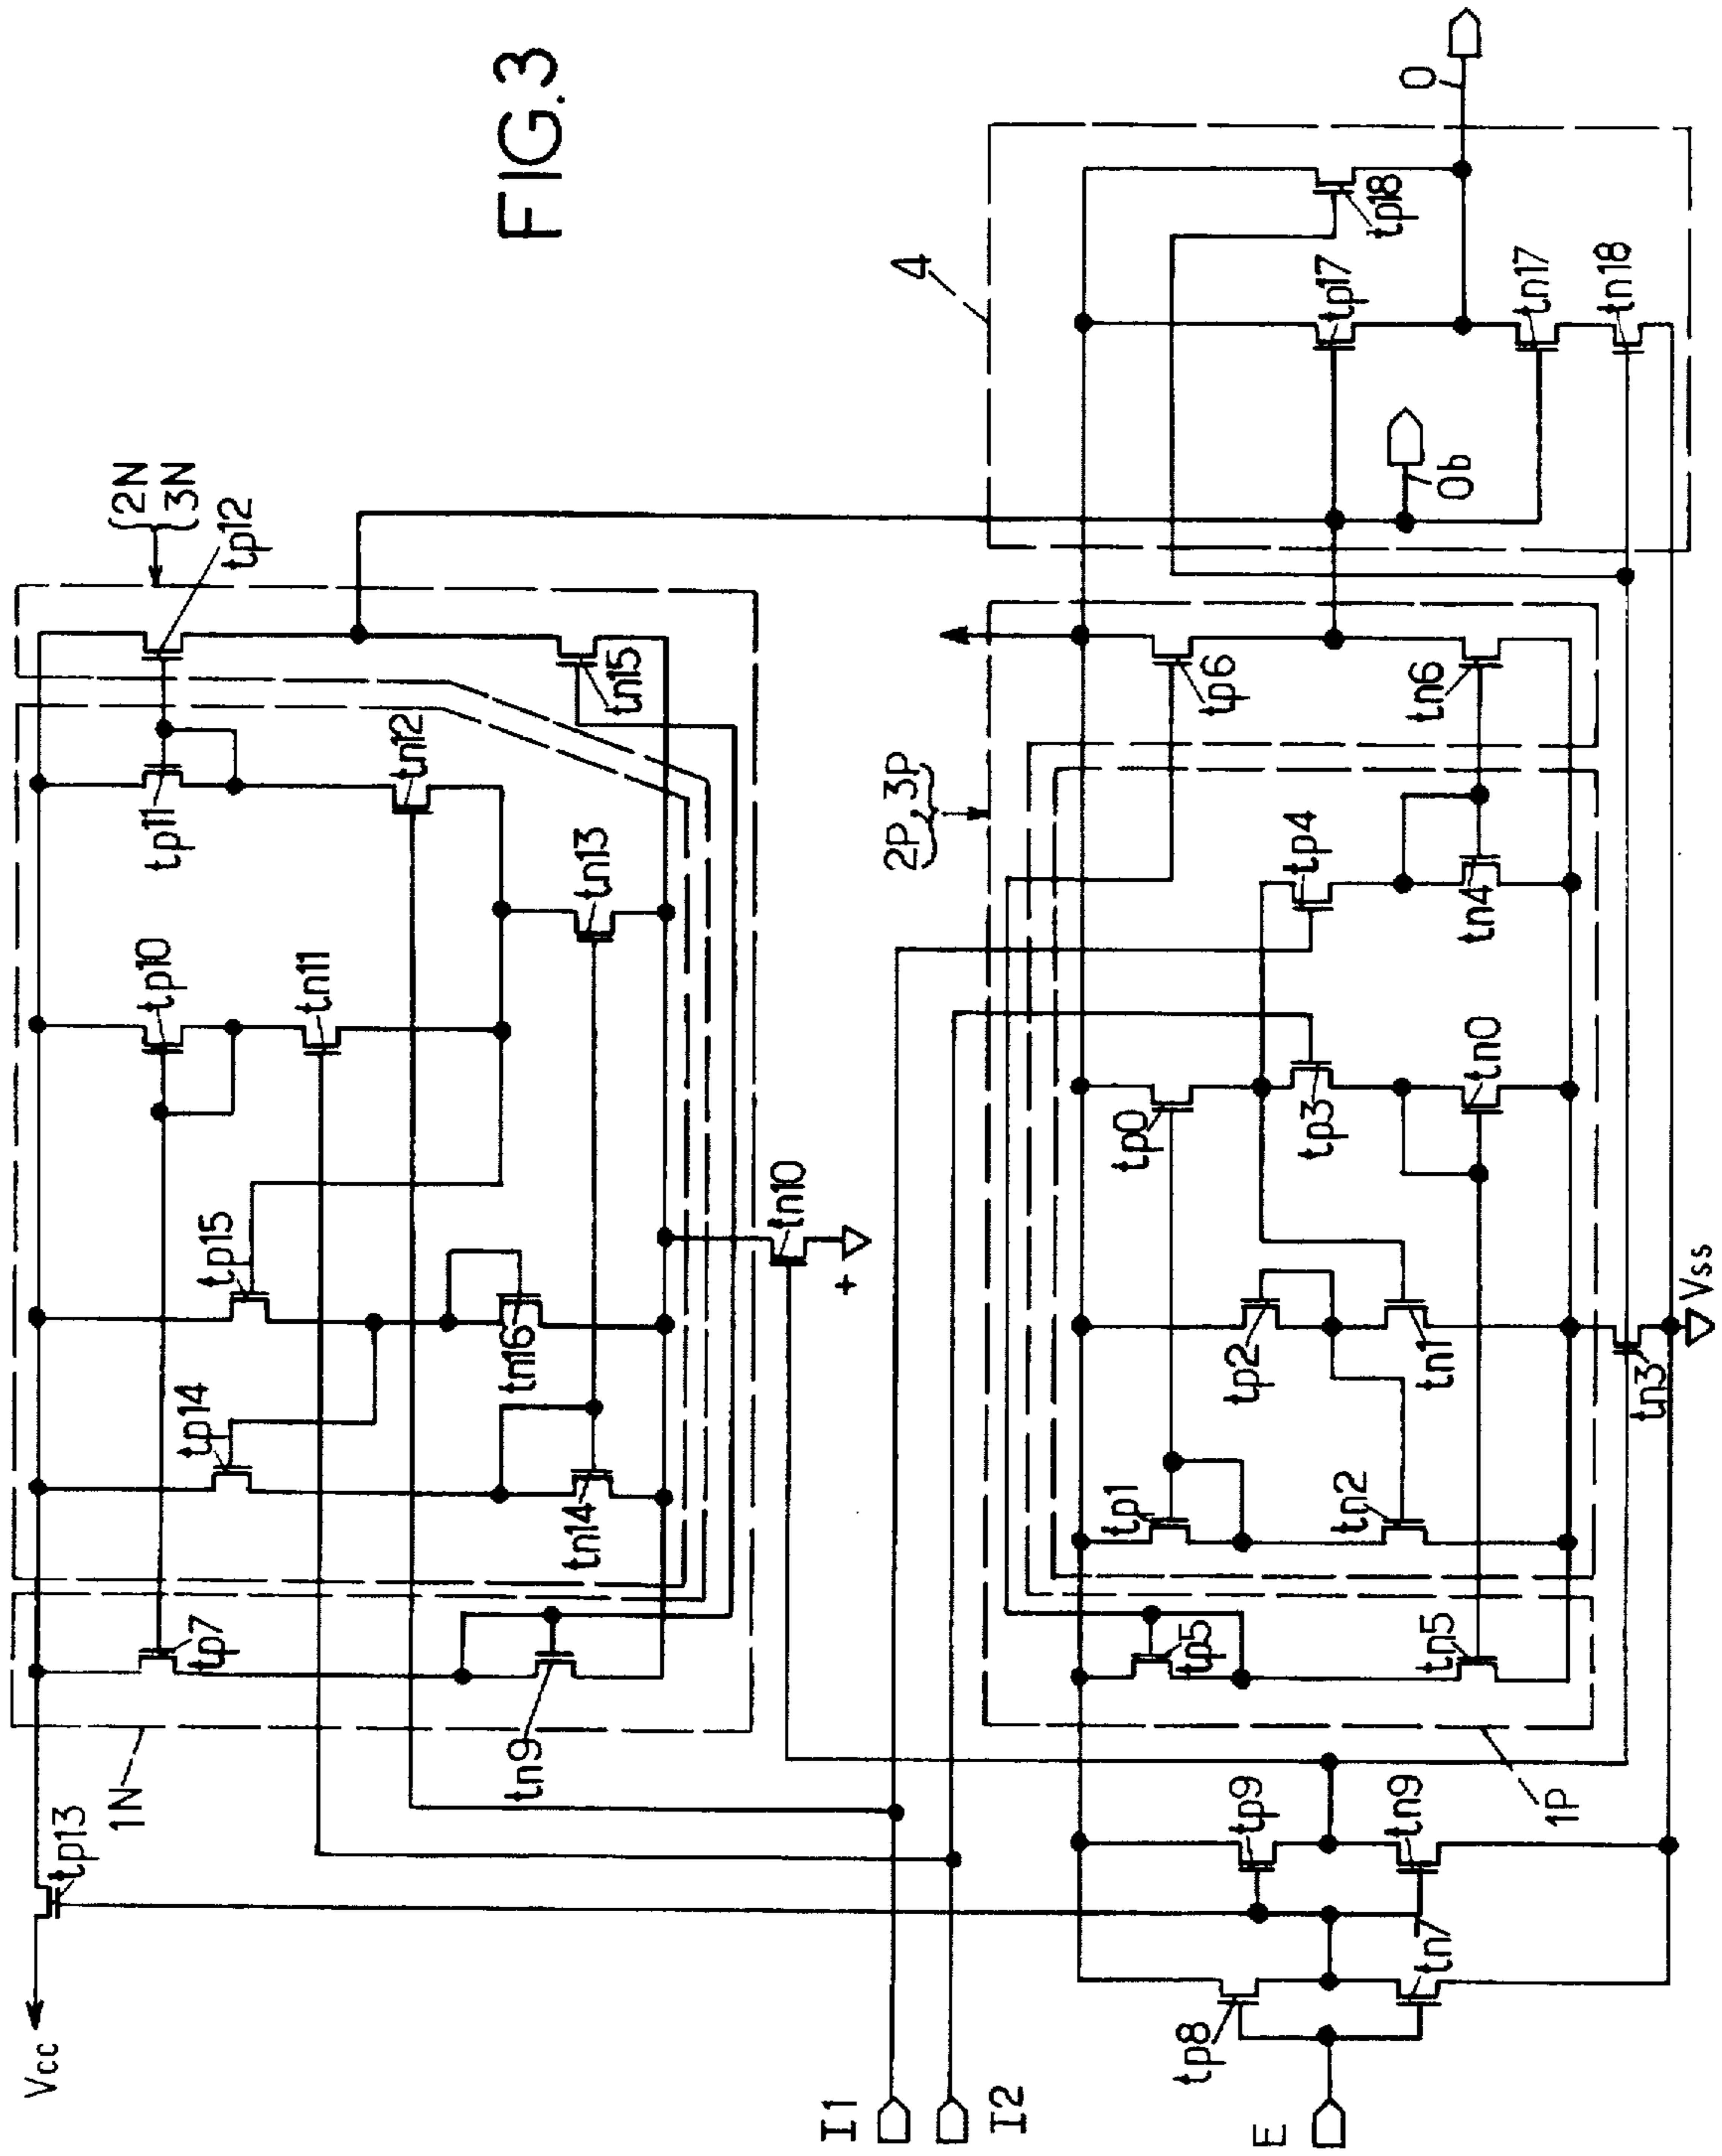 FIG.3
Vcc
tp13
1N
tp7
tn9
tp14
tn14
tp15
tn16
tp10
tn11
tp11
tn12
tn13
tp12
{2N
{3N
tn15
tn10
+
I1
I2
E
tp8
tn7
tp9
tn9
1P
tp5
tn5
tp1
tn2
tp2
tn1
tp0
tp3
tn0
tp4
tn4
2P,3P
tp6
tn6
tn3
Vss
4
tp17
tp18
tn17
tn18
Ob
O